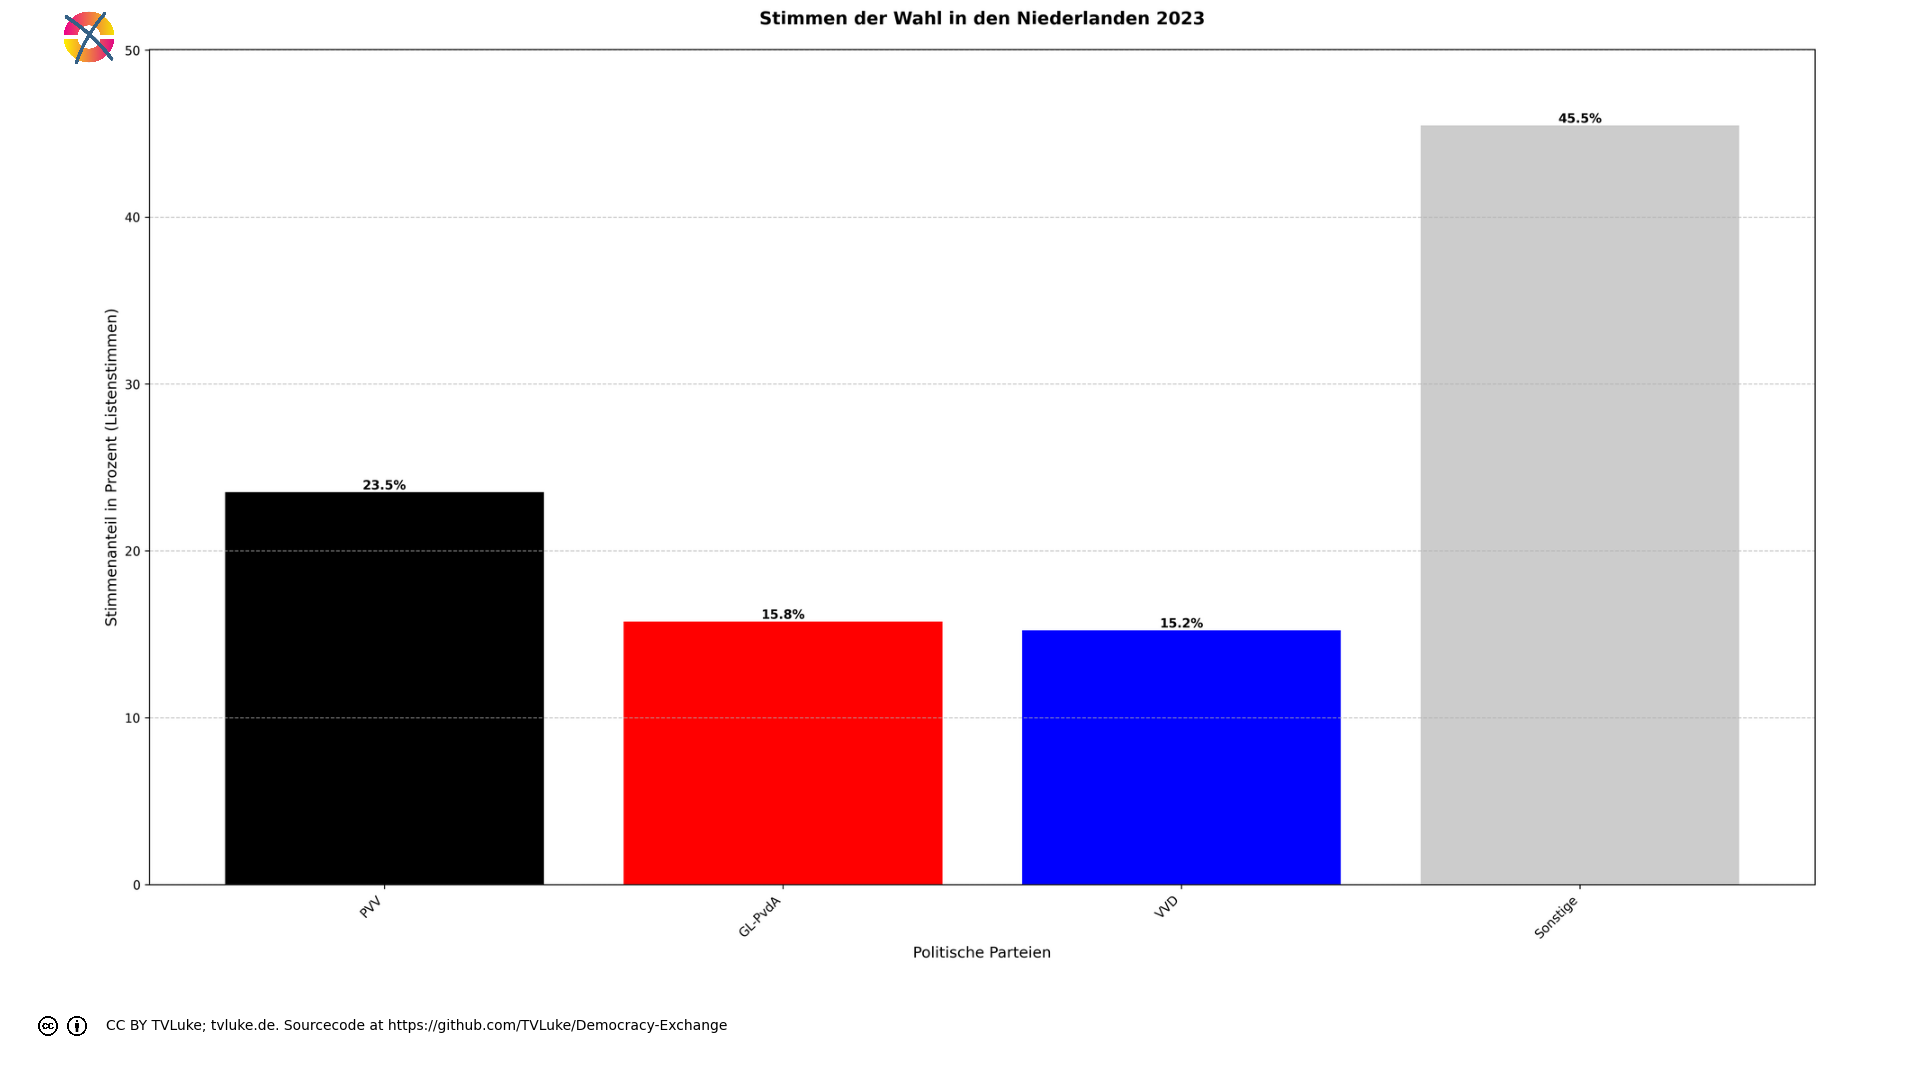 Stimmen der Wahl in den Niederlanden 2023
Stimmenanteil in Prozent (Listenstimmen)
50
40
30
20
10
0
23.5%
15.8%
15.2%
45.5%
PVV
GL-PvdA
VVD
Sonstige
Politische Parteien
cc CC BY TVLuke; tvluke.de. Sourcecode at https://github.com/TVLuke/Democracy-Exchange